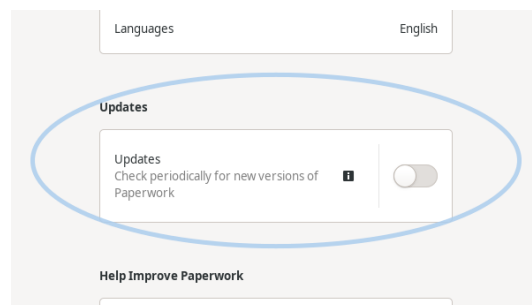 Languages English
Updates
Updates
Check periodically for new versions of
Paperwork
Help Improve Paperwork